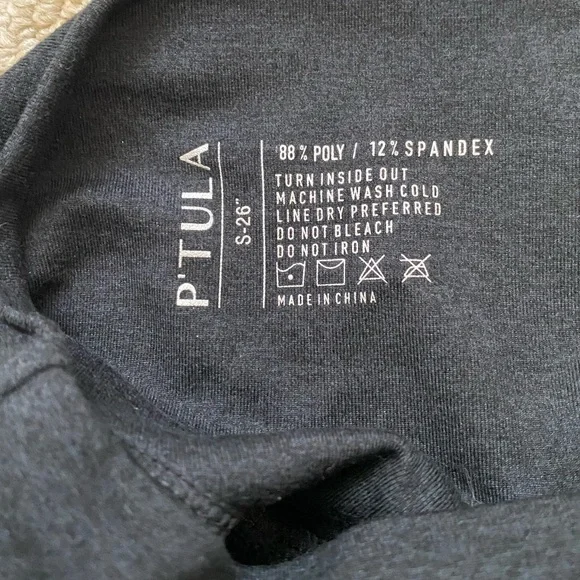 P'TULA
S-26"
88% POLY / 12% SPANDEX
TURN INSIDE OUT
MACHINE WASH COLD
LINE DRY PREFERRED
DO NOT BLEACH
DO NOT IRON
MADE IN CHINA